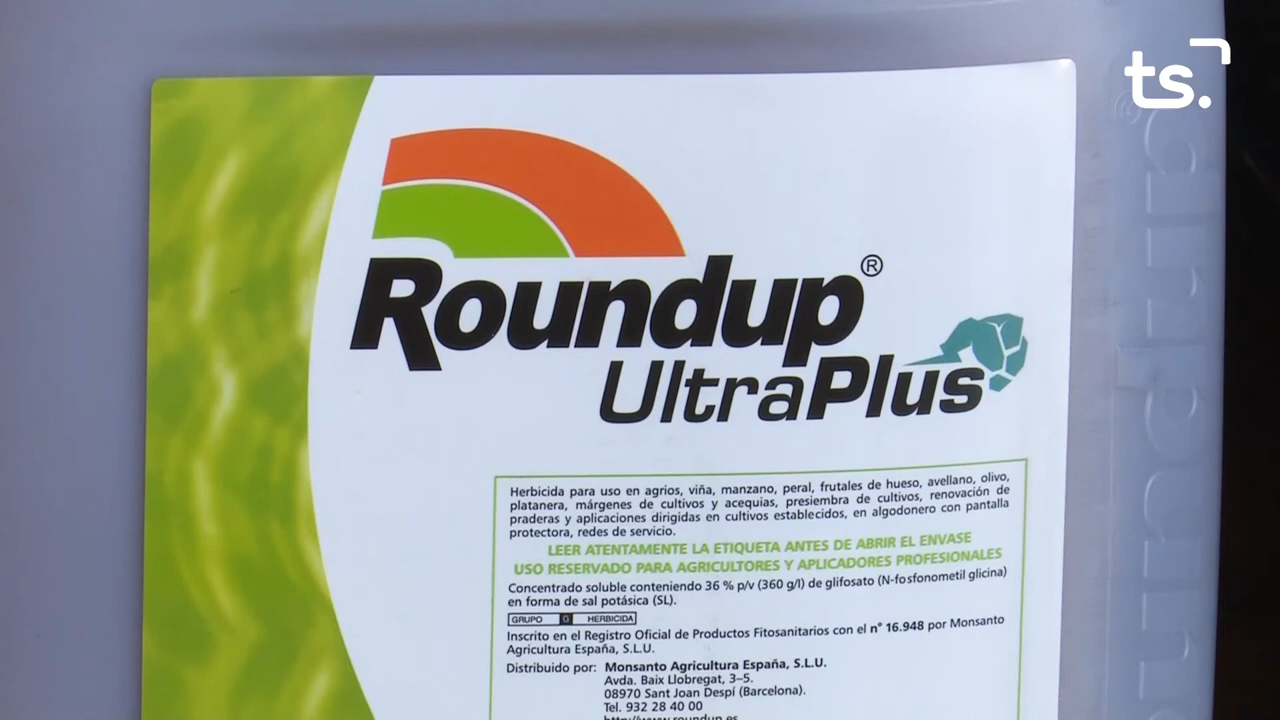 ts.
Roundup®
UltraPlus
Herbicida para uso en agrios, viña, manzano, peral, frutales de hueso, avellano, olivo,
platanera, márgenes de cultivos y acequias, presiembra de cultivos, renovación de
praderas y aplicaciones dirigidas en cultivos establecidos, en algodonero con pantalla
protectora, redes de servicio.
LEER ATENTAMENTE LA ETIQUETA ANTES DE ABRIR EL ENVASE
USO RESERVADO PARA AGRICULTORES Y APLICADORES PROFESIONALES
Concentrado soluble conteniendo 36 % p/v (360 g/l) de glifosato (N-fosfonometil glicina)
en forma de sal potásica (SL).
GRUPO G HERBICIDA
Inscrito en el Registro Oficial de Productos Fitosanitarios con el n° 16.948 por Monsanto
Agricultura España, S.L.U.
Distribuido por: Monsanto Agricultura España, S.L.U.
Avda. Baix Llobregat, 3-5.
08970 Sant Joan Despí (Barcelona).
Tel. 932 28 40 00
http://www.roundup.es